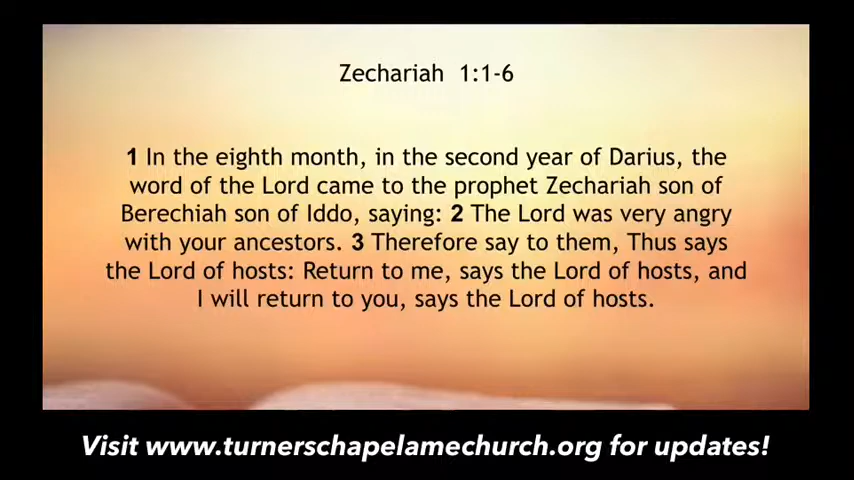 Zechariah 1:1-6
1 In the eighth month, in the second year of Darius, the
word of the Lord came to the prophet Zechariah son of
Berechiah son of Iddo, saying: 2 The Lord was very angry
with your ancestors. 3 Therefore say to them, Thus says
the Lord of hosts: Return to me, says the Lord of hosts, and
I will return to you, says the Lord of hosts.
Visit www.turnerschapelamechurch.org for updates!